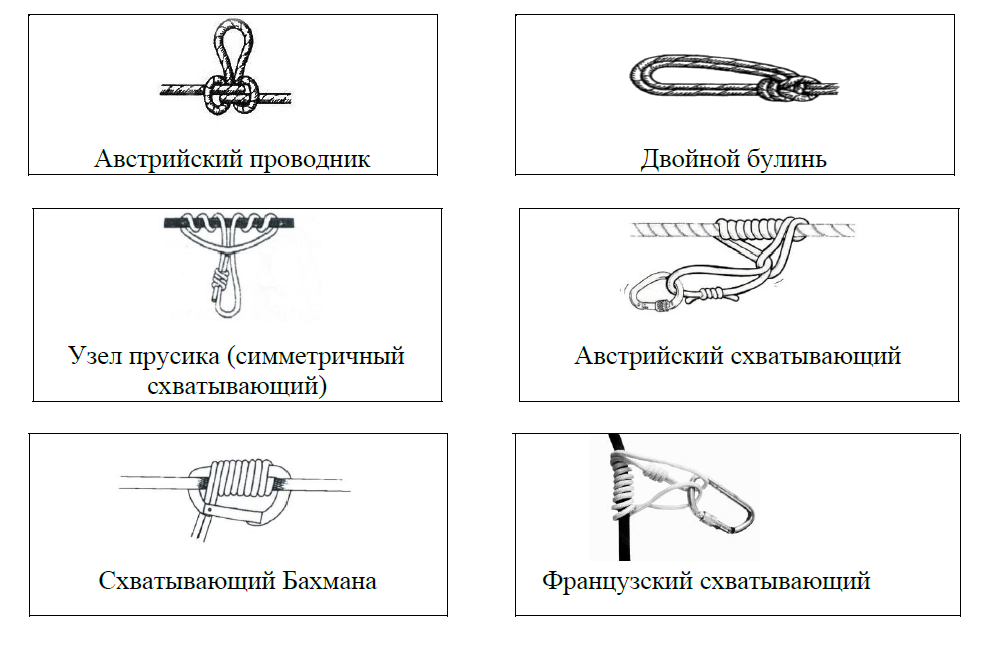 Австрийский проводник
Двойной булинь
Узел прусика (симметричный
схватывающий)
Австрийский схватывающий
Схватывающий Бахмана
Французский схватывающий